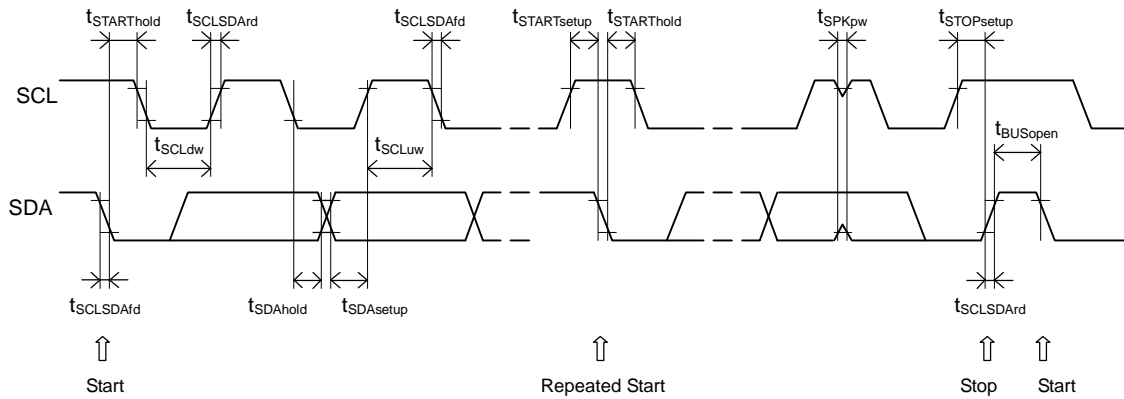 tSTARThold tSCLSDArd tSCLSDAfd tSTARTsetup tSTARThold tSPKpw tSTOPsetup
SCL
tSCLdw tSCLuw tBUSopen
SDA
tSCLSDAfd tSDAhold tSDAsetup tSCLSDArd
Start Repeated Start Stop Start